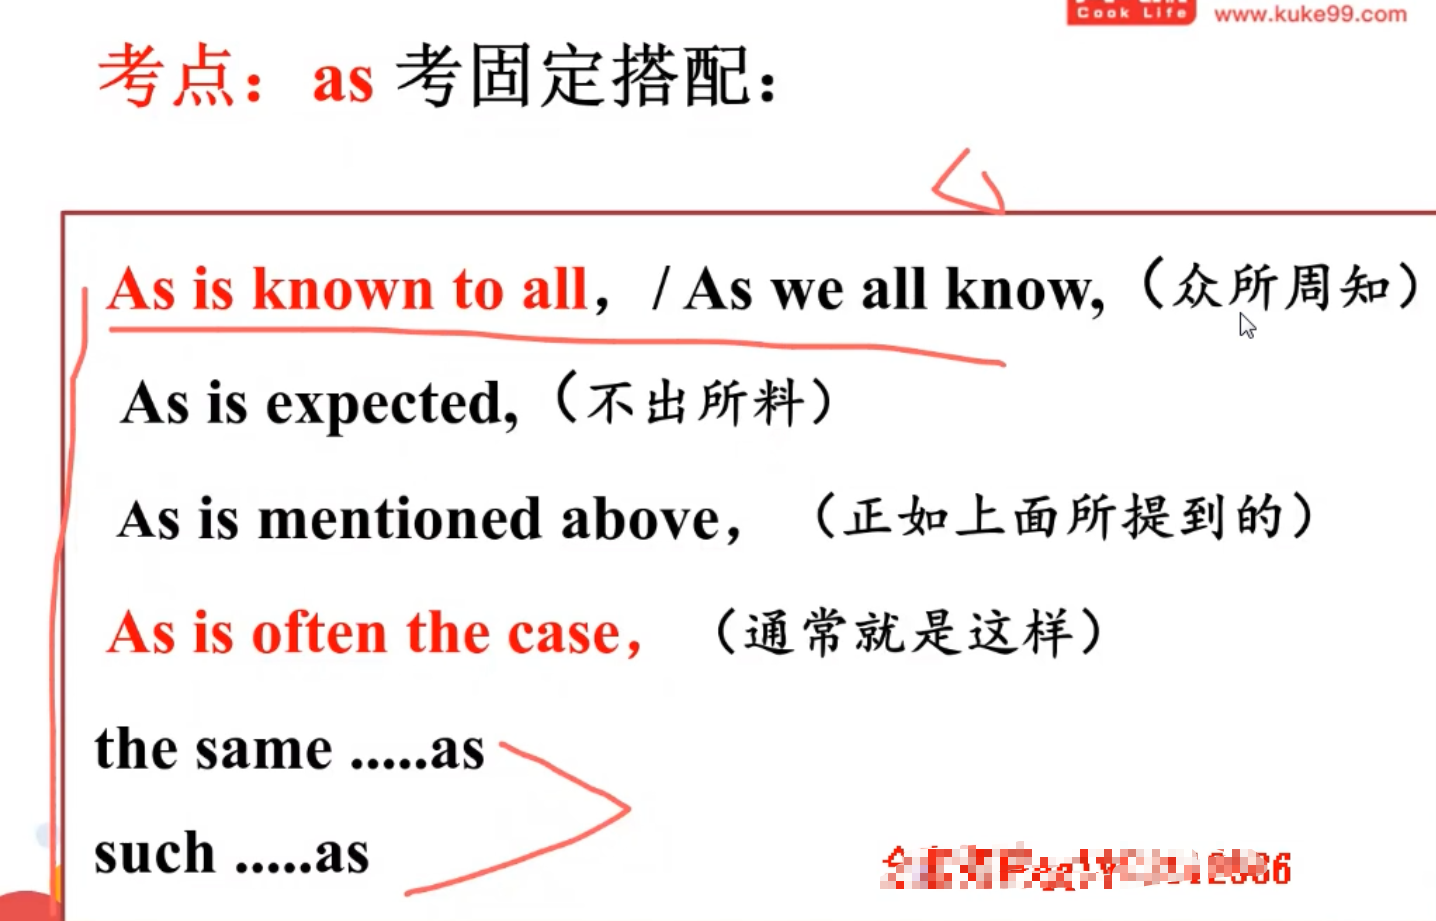 Cook Life www.kuke99.com
考点：as 考固定搭配：
As is known to all， / As we all know,（众所周知）
As is expected,（不出所料）
As is mentioned above，（正如上面所提到的）
As is often the case，（通常就是这样）
the same .....as
such .....as